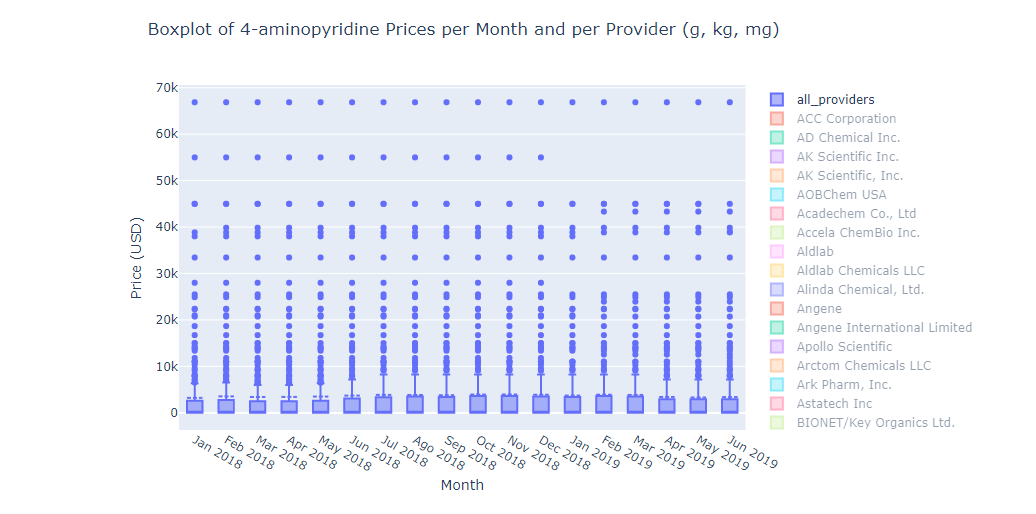 Boxplot of 4-aminopyridine Prices per Month and per Provider (g, kg, mg)
70k
60k
50k
40k
30k
20k
10k
0
Price (USD)
Jan 2018
Feb 2018
Mar 2018
Apr 2018
May 2018
Jun 2018
Jul 2018
Ago 2018
Sep 2018
Oct 2018
Nov 2018
Dec 2018
Jan 2019
Feb 2019
Mar 2019
Apr 2019
May 2019
Jun 2019
Month
all_providers
ACC Corporation
AD Chemical Inc.
AK Scientific Inc.
AK Scientific, Inc.
AOBChem USA
Acadechem Co., Ltd
Accela ChemBio Inc.
Aldlab
Aldlab Chemicals LLC
Alinda Chemical, Ltd.
Angene
Angene International Limited
Apollo Scientific
Arctom Chemicals LLC
Ark Pharm, Inc.
Astatech Inc
BIONET/Key Organics Ltd.